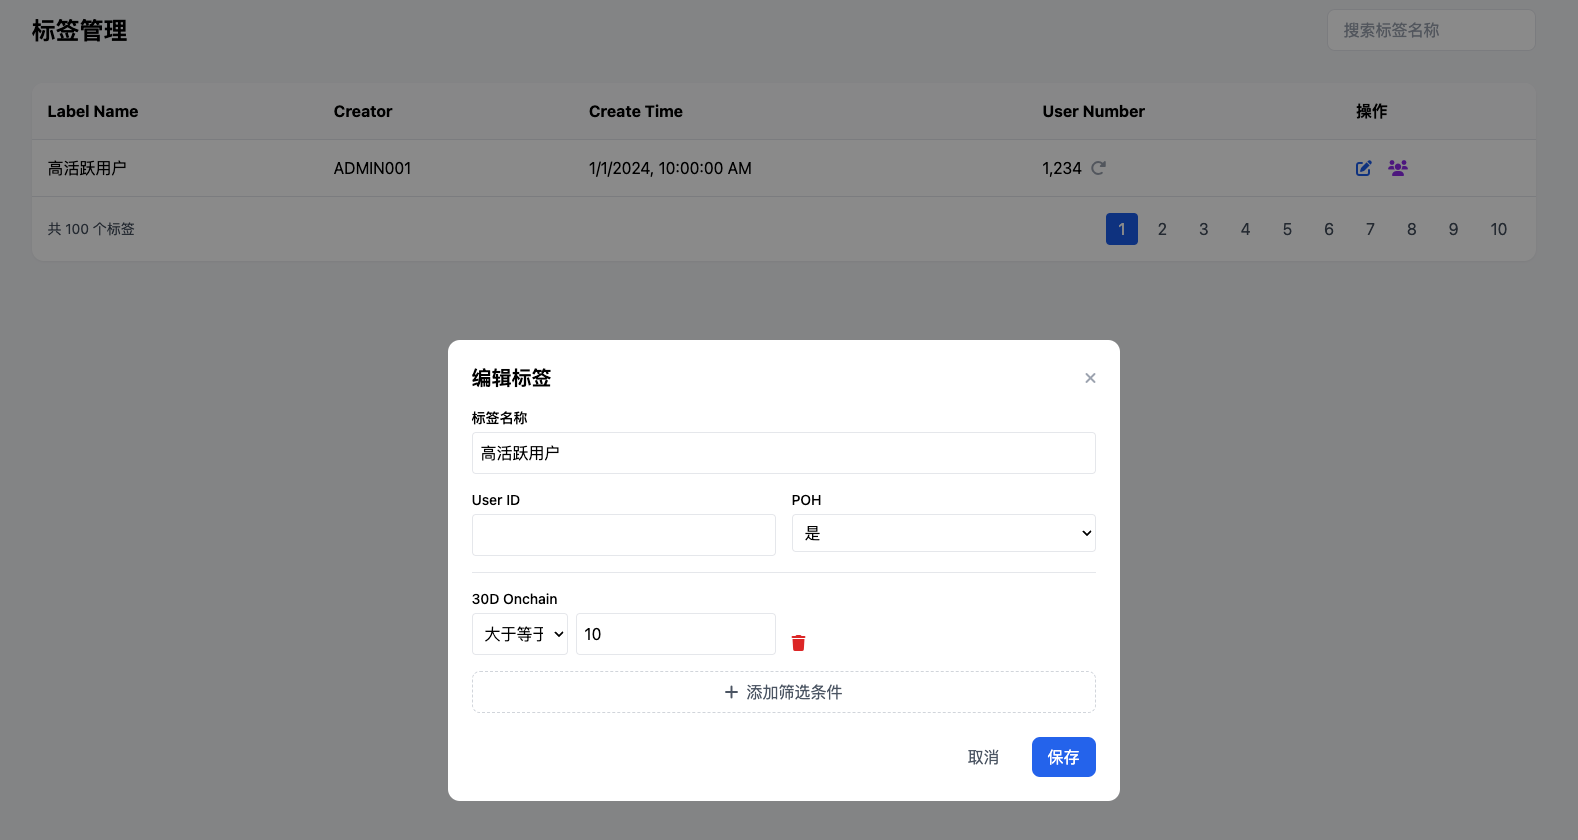 标签管理
搜索标签名称
Label Name Creator Create Time User Number 操作
高活跃用户 ADMIN001 1/1/2024, 10:00:00 AM 1,234
共 100 个标签 1 2 3 4 5 6 7 8 9 10
编辑标签
标签名称
高活跃用户
User ID POH
是
30D Onchain
大于等于 10
添加筛选条件
取消 保存